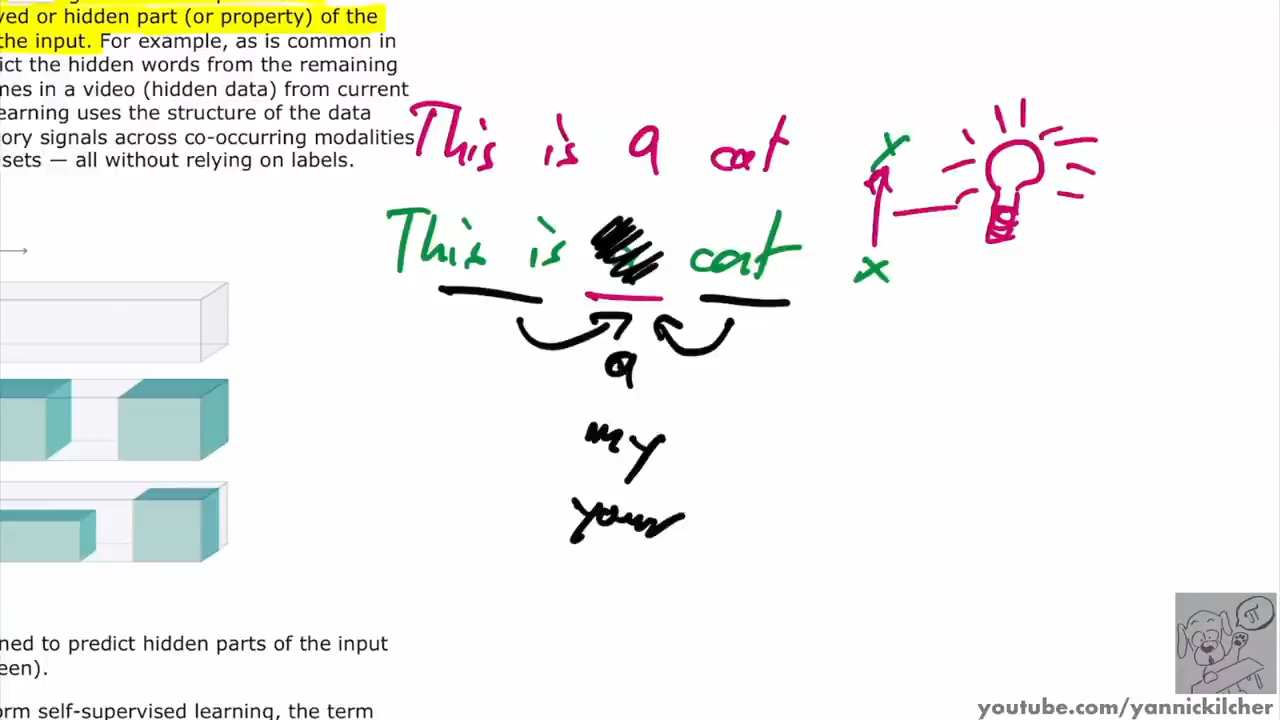 ved or hidden part (or property) of the
the input. For example, as is common in
ict the hidden words from the remaining
nes in a video (hidden data) from current
earning uses the structure of the data
ory signals across co-occurring modalities
sets — all without relying on labels.
This is a cat
This is cat
x
x
a
my
your
π
ned to predict hidden parts of the input
een).
orm self-supervised learning, the term
youtube.com/yannickilcher